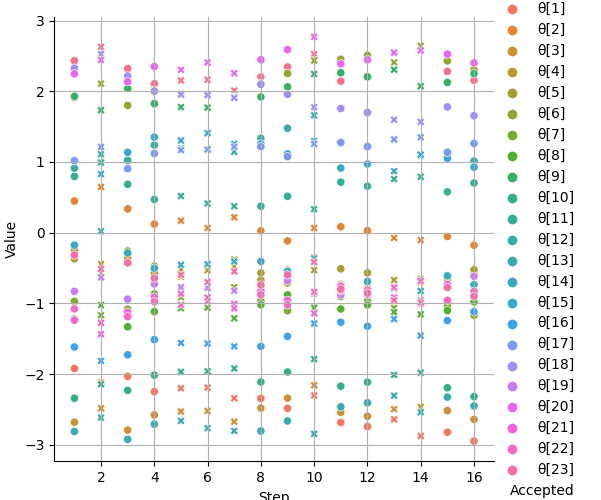 3
2
1
0
−1
−2
−3
Value
2
4
6
8
10
12
14
16
Step
θ[1]
θ[2]
θ[3]
θ[4]
θ[5]
θ[6]
θ[7]
θ[8]
θ[9]
θ[10]
θ[11]
θ[12]
θ[13]
θ[14]
θ[15]
θ[16]
θ[17]
θ[18]
θ[19]
θ[20]
θ[21]
θ[22]
θ[23]
Accepted